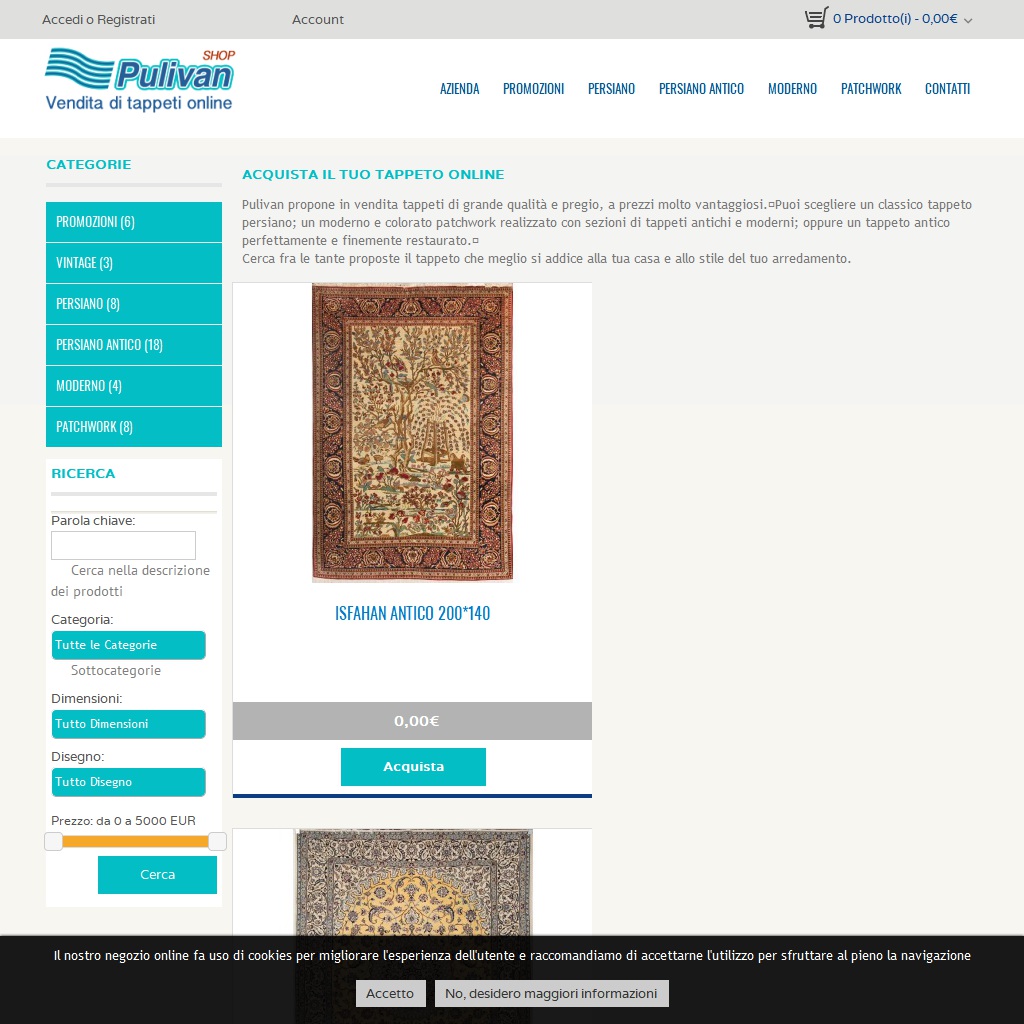 Accedi o Registrati
Account
0 Prodotto(i) - 0,00€
SHOP
Pulivan
Vendita di tappeti online
AZIENDA
PROMOZIONI
PERSIANO
PERSIANO ANTICO
MODERNO
PATCHWORK
CONTATTI
CATEGORIE
PROMOZIONI (6)
VINTAGE (3)
PERSIANO (8)
PERSIANO ANTICO (18)
MODERNO (4)
PATCHWORK (8)
RICERCA
Parola chiave:
Cerca nella descrizione
dei prodotti
Categoria:
Tutte le Categorie
Sottocategorie
Dimensioni:
Tutto Dimensioni
Disegno:
Tutto Disegno
Prezzo: da 0 a 5000 EUR
Cerca
ACQUISTA IL TUO TAPPETO ONLINE
Pulivan propone in vendita tappeti di grande qualità e pregio, a prezzi molto vantaggiosi.¤Puoi scegliere un classico tappeto
persiano; un moderno e colorato patchwork realizzato con sezioni di tappeti antichi e moderni; oppure un tappeto antico
perfettamente e finemente restaurato.¤
Cerca fra le tante proposte il tappeto che meglio si addice alla tua casa e allo stile del tuo arredamento.
ISFAHAN ANTICO 200*140
0,00€
Acquista
Il nostro negozio online fa uso di cookies per migliorare l'esperienza dell'utente e raccomandiamo di accettarne l'utilizzo per sfruttare al pieno la navigazione
Accetto
No, desidero maggiori informazioni